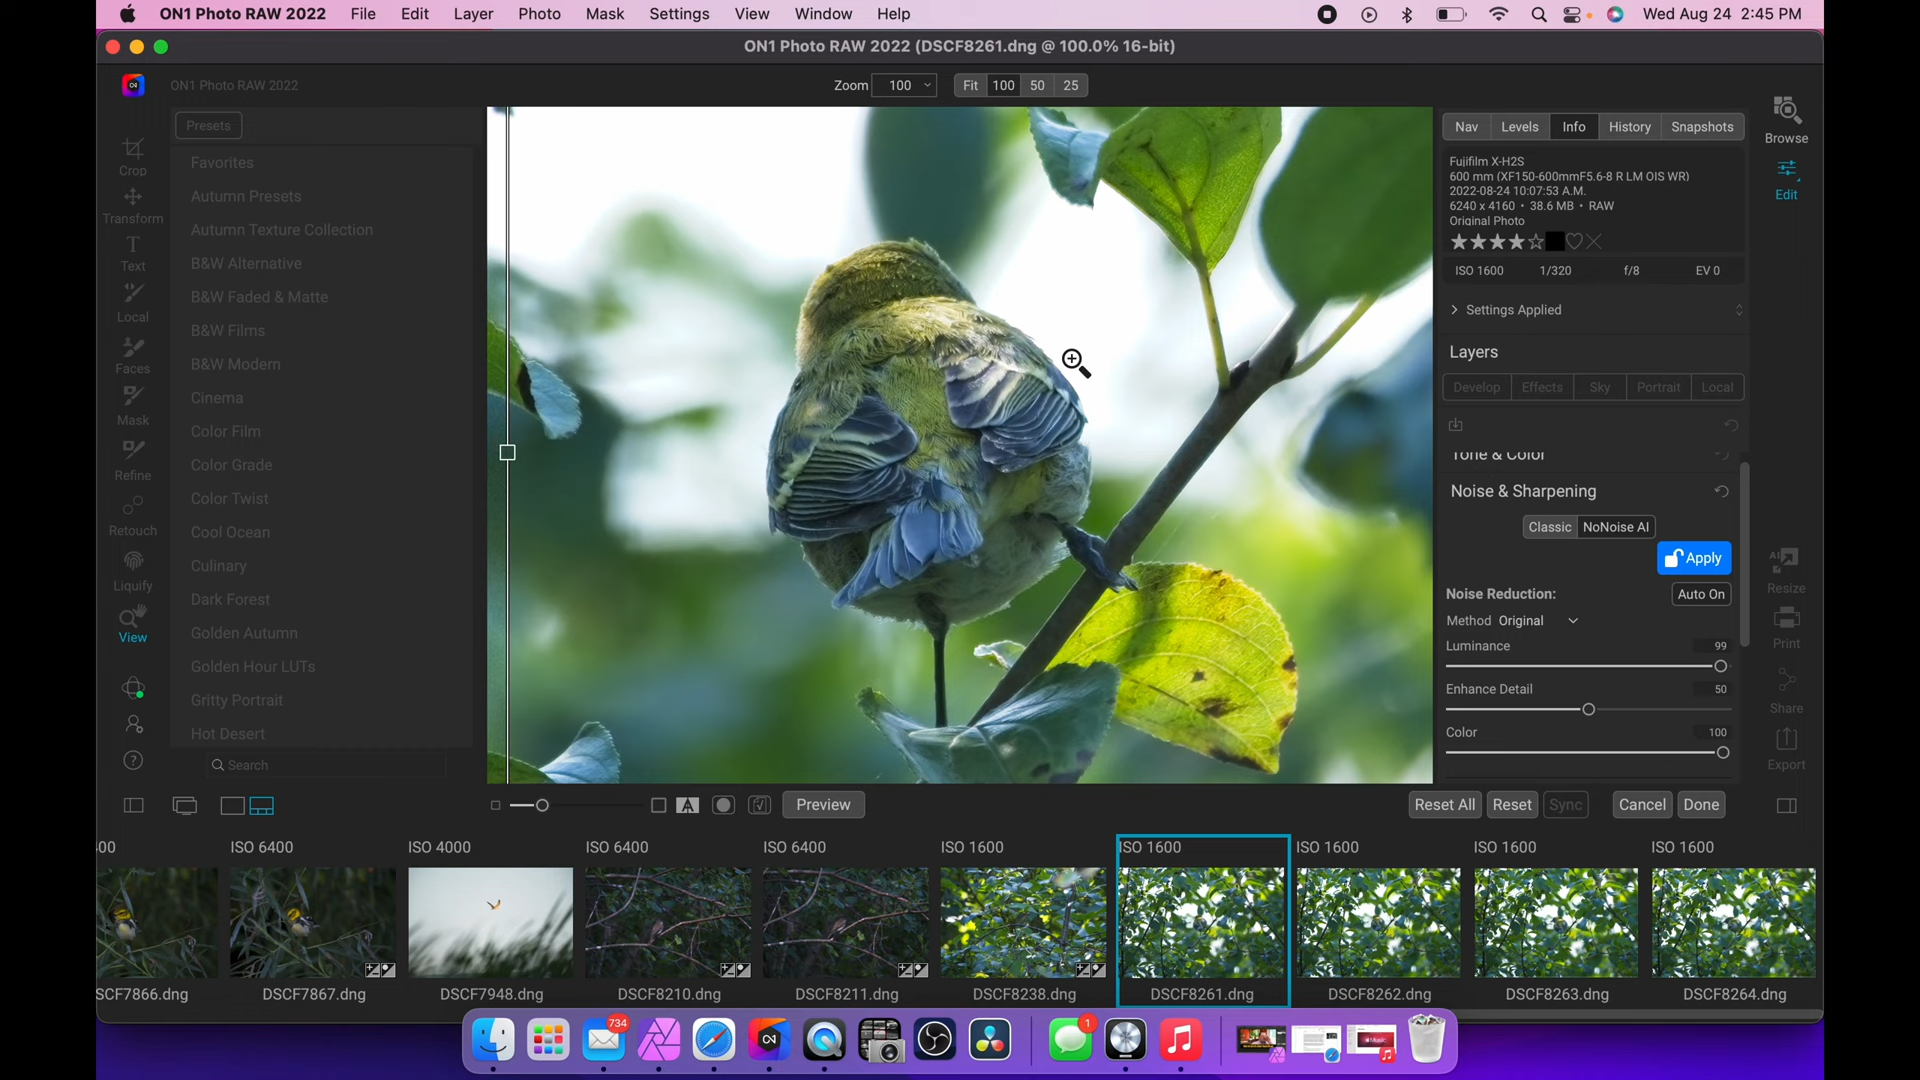 ON1 Photo RAW 2022 File Edit Layer Photo Mask Settings View Window Help Wed Aug 24 2:45 PM
ON1 Photo RAW 2022 (DSCF8261.dng @ 100.0% 16-bit)
ON1 Photo RAW 2022 Zoom 100 Fit 100 50 25
Presets
Favorites
Autumn Presets
Autumn Texture Collection
B&W Alternative
B&W Faded & Matte
B&W Films
B&W Modern
Cinema
Color Film
Color Grade
Color Twist
Cool Ocean
Culinary
Dark Forest
Golden Autumn
Golden Hour LUTs
Gritty Portrait
Hot Desert
Search
Crop
Transform
Text
Local
Faces
Mask
Refine
Retouch
Liquify
View
Nav Levels Info History Snapshots
Fujifilm X-H2S
600 mm (XF150-600mmF5.6-8 R LM OIS WR)
2022-08-24 10:07:53 A.M.
6240 x 4160 • 38.6 MB • RAW
Original Photo
ISO 1600 1/320 f/8 EV 0
Settings Applied
Layers
Develop Effects Sky Portrait Local
Tone & Color
Noise & Sharpening
Classic NoNoise AI
Apply
Noise Reduction: Auto On
Method Original
Luminance 99
Enhance Detail 50
Color 100
Browse
Edit
AI
Resize
Print
Share
Export
A Preview Reset All Reset Sync Cancel Done
ISO 6400 ISO 4000 ISO 6400 ISO 6400 ISO 1600 ISO 1600 ISO 1600 ISO 1600 ISO 1600
SCF7866.dng DSCF7867.dng DSCF7948.dng DSCF8210.dng DSCF8211.dng DSCF8238.dng DSCF8261.dng DSCF8262.dng DSCF8263.dng DSCF8264.dng
734 1